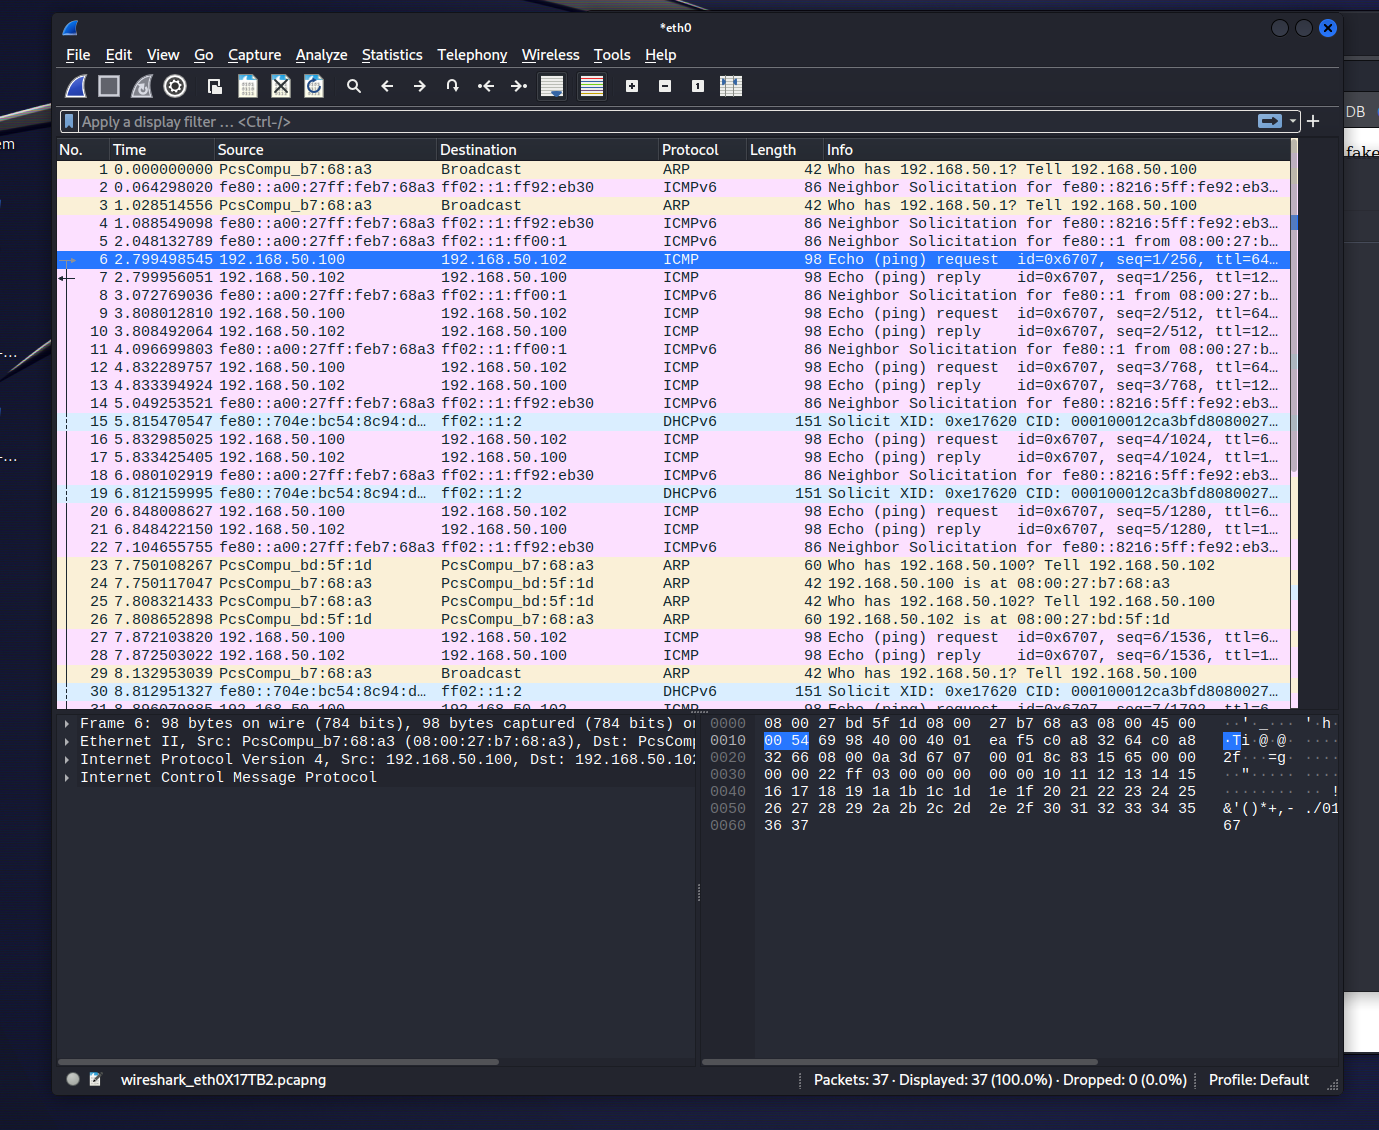 *eth0
File Edit View Go Capture Analyze Statistics Telephony Wireless Tools Help
Apply a display filter … <Ctrl-/>
DB
em
fake
No. Time Source Destination Protocol Length Info
1 0.000000000 PcsCompu_b7:68:a3 Broadcast ARP 42 Who has 192.168.50.1? Tell 192.168.50.100
2 0.064298020 fe80::a00:27ff:feb7:68a3 ff02::1:ff92:eb30 ICMPv6 86 Neighbor Solicitation for fe80::8216:5ff:fe92:eb3…
3 1.028514556 PcsCompu_b7:68:a3 Broadcast ARP 42 Who has 192.168.50.1? Tell 192.168.50.100
4 1.088549098 fe80::a00:27ff:feb7:68a3 ff02::1:ff92:eb30 ICMPv6 86 Neighbor Solicitation for fe80::8216:5ff:fe92:eb3…
5 2.048132789 fe80::a00:27ff:feb7:68a3 ff02::1:ff00:1 ICMPv6 86 Neighbor Solicitation for fe80::1 from 08:00:27:b…
6 2.799498545 192.168.50.100 192.168.50.102 ICMP 98 Echo (ping) request id=0x6707, seq=1/256, ttl=64…
7 2.799956051 192.168.50.102 192.168.50.100 ICMP 98 Echo (ping) reply id=0x6707, seq=1/256, ttl=12…
8 3.072769036 fe80::a00:27ff:feb7:68a3 ff02::1:ff00:1 ICMPv6 86 Neighbor Solicitation for fe80::1 from 08:00:27:b…
9 3.808012810 192.168.50.100 192.168.50.102 ICMP 98 Echo (ping) request id=0x6707, seq=2/512, ttl=64…
10 3.808492064 192.168.50.102 192.168.50.100 ICMP 98 Echo (ping) reply id=0x6707, seq=2/512, ttl=12…
11 4.096699803 fe80::a00:27ff:feb7:68a3 ff02::1:ff00:1 ICMPv6 86 Neighbor Solicitation for fe80::1 from 08:00:27:b…
12 4.832289757 192.168.50.100 192.168.50.102 ICMP 98 Echo (ping) request id=0x6707, seq=3/768, ttl=64…
13 4.833394924 192.168.50.102 192.168.50.100 ICMP 98 Echo (ping) reply id=0x6707, seq=3/768, ttl=12…
14 5.049253521 fe80::a00:27ff:feb7:68a3 ff02::1:ff92:eb30 ICMPv6 86 Neighbor Solicitation for fe80::8216:5ff:fe92:eb3…
15 5.815470547 fe80::704e:bc54:8c94:d… ff02::1:2 DHCPv6 151 Solicit XID: 0xe17620 CID: 000100012ca3bfd8080027…
16 5.832985025 192.168.50.100 192.168.50.102 ICMP 98 Echo (ping) request id=0x6707, seq=4/1024, ttl=6…
17 5.833425405 192.168.50.102 192.168.50.100 ICMP 98 Echo (ping) reply id=0x6707, seq=4/1024, ttl=1…
18 6.080102919 fe80::a00:27ff:feb7:68a3 ff02::1:ff92:eb30 ICMPv6 86 Neighbor Solicitation for fe80::8216:5ff:fe92:eb3…
19 6.812159995 fe80::704e:bc54:8c94:d… ff02::1:2 DHCPv6 151 Solicit XID: 0xe17620 CID: 000100012ca3bfd8080027…
20 6.848008627 192.168.50.100 192.168.50.102 ICMP 98 Echo (ping) request id=0x6707, seq=5/1280, ttl=6…
21 6.848422150 192.168.50.102 192.168.50.100 ICMP 98 Echo (ping) reply id=0x6707, seq=5/1280, ttl=1…
22 7.104655755 fe80::a00:27ff:feb7:68a3 ff02::1:ff92:eb30 ICMPv6 86 Neighbor Solicitation for fe80::8216:5ff:fe92:eb3…
23 7.750108267 PcsCompu_bd:5f:1d PcsCompu_b7:68:a3 ARP 60 Who has 192.168.50.100? Tell 192.168.50.102
24 7.750117047 PcsCompu_b7:68:a3 PcsCompu_bd:5f:1d ARP 42 192.168.50.100 is at 08:00:27:b7:68:a3
25 7.808321433 PcsCompu_b7:68:a3 PcsCompu_bd:5f:1d ARP 42 Who has 192.168.50.102? Tell 192.168.50.100
26 7.808652898 PcsCompu_bd:5f:1d PcsCompu_b7:68:a3 ARP 60 192.168.50.102 is at 08:00:27:bd:5f:1d
27 7.872103820 192.168.50.100 192.168.50.102 ICMP 98 Echo (ping) request id=0x6707, seq=6/1536, ttl=6…
28 7.872503022 192.168.50.102 192.168.50.100 ICMP 98 Echo (ping) reply id=0x6707, seq=6/1536, ttl=1…
29 8.132953039 PcsCompu_b7:68:a3 Broadcast ARP 42 Who has 192.168.50.1? Tell 192.168.50.100
30 8.812951327 fe80::704e:bc54:8c94:d… ff02::1:2 DHCPv6 151 Solicit XID: 0xe17620 CID: 000100012ca3bfd8080027…
31 8.896079885 192.168.50.100 192.168.50.102 ICMP 98 Echo (ping) request id=0x6707, seq=7/1792, ttl=6…
Frame 6: 98 bytes on wire (784 bits), 98 bytes captured (784 bits) on
Ethernet II, Src: PcsCompu_b7:68:a3 (08:00:27:b7:68:a3), Dst: PcsComp
Internet Protocol Version 4, Src: 192.168.50.100, Dst: 192.168.50.102
Internet Control Message Protocol
0000 08 00 27 bd 5f 1d 08 00 27 b7 68 a3 08 00 45 00 ··'·_··· '·h·
0010 00 54 69 98 40 00 40 01 ea f5 c0 a8 32 64 c0 a8 ·Ti·@·@· ····
0020 32 66 08 00 0a 3d 67 07 00 01 8c 83 15 65 00 00 2f···=g· ····
0030 00 00 22 ff 03 00 00 00 00 00 10 11 12 13 14 15 ··"····· ····
0040 16 17 18 19 1a 1b 1c 1d 1e 1f 20 21 22 23 24 25 ········ ·· !
0050 26 27 28 29 2a 2b 2c 2d 2e 2f 30 31 32 33 34 35 &'()*+,- ./01
0060 36 37 67
wireshark_eth0X17TB2.pcapng
Packets: 37 · Displayed: 37 (100.0%) · Dropped: 0 (0.0%)
Profile: Default